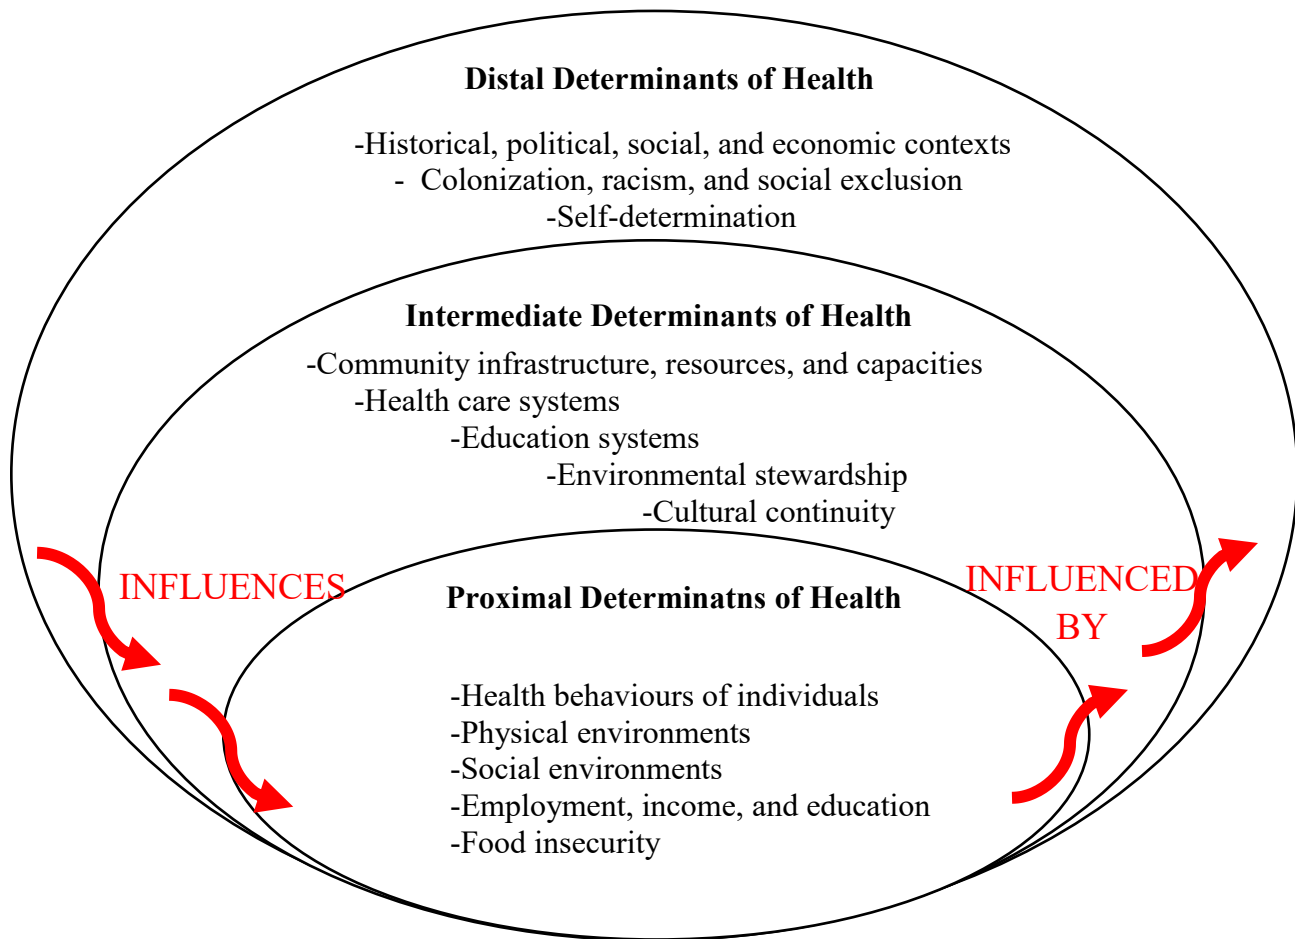 Distal Determinants of Health
-Historical, political, social, and economic contexts
-  Colonization, racism, and social exclusion
-Self-determination
Intermediate Determinants of Health
-Community infrastructure, resources, and capacities
-Health care systems
-Education systems
-Environmental stewardship
-Cultural continuity
INFLUENCES
INFLUENCED
BY
Proximal Determinatns of Health
-Health behaviours of individuals
-Physical environments
-Social environments
-Employment, income, and education
-Food insecurity